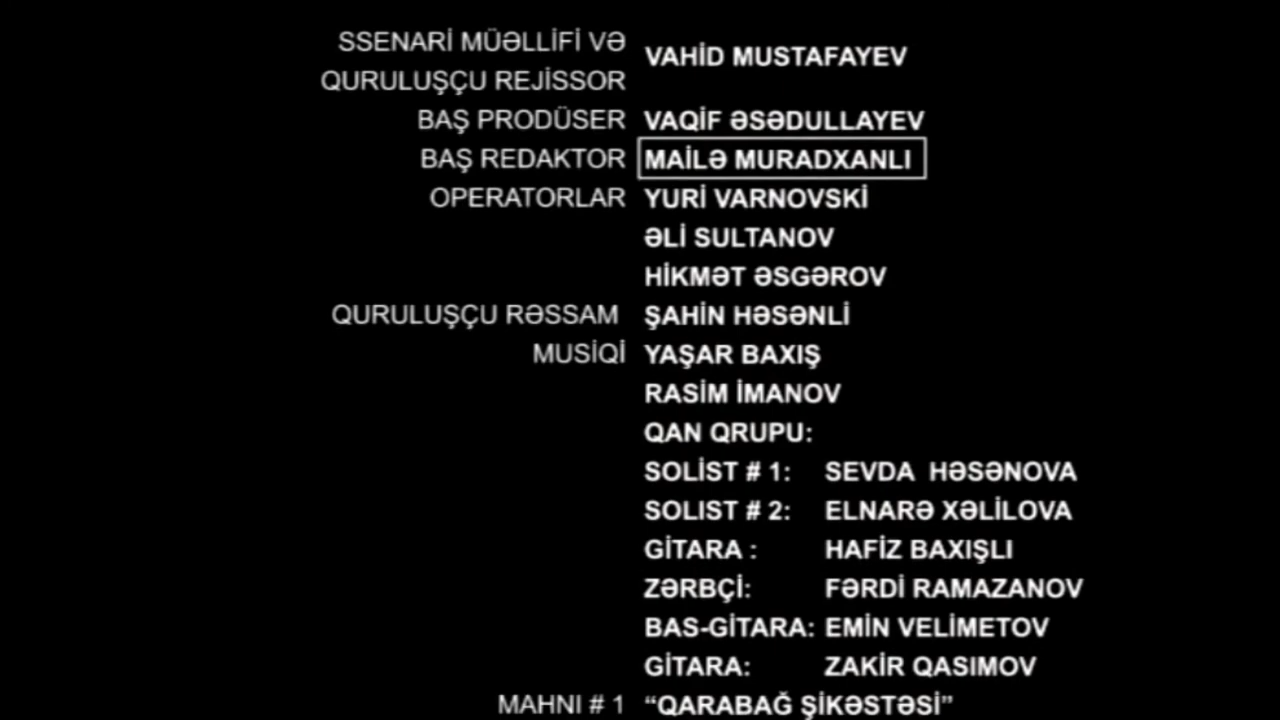 SSENARİ MÜƏLLİFİ VƏ
QURULUŞÇU REJİSSOR VAHİD MUSTAFAYEV
BAŞ PRODÜSER VAQİF ƏSƏDULLAYEV
BAŞ REDAKTOR MAİLƏ MURADXANLI
OPERATORLAR YURİ VARNOVSKİ
ƏLİ SULTANOV
HİKMƏT ƏSGƏROV
QURULUŞÇU RƏSSAM ŞAHİN HƏSƏNLİ
MUSİQİ YAŞAR BAXIŞ
RASİM İMANOV
QAN QRUPU:
SOLİST # 1: SEVDA HƏSƏNOVA
SOLIST # 2: ELNARƏ XƏLİLOVA
GİTARA : HAFİZ BAXIŞLI
ZƏRBÇİ: FƏRDİ RAMAZANOV
BAS-GİTARA: EMİN VELİMETOV
GİTARA: ZAKİR QASIMOV
MAHNI # 1 “QARABAĞ ŞİKƏSTƏSİ”